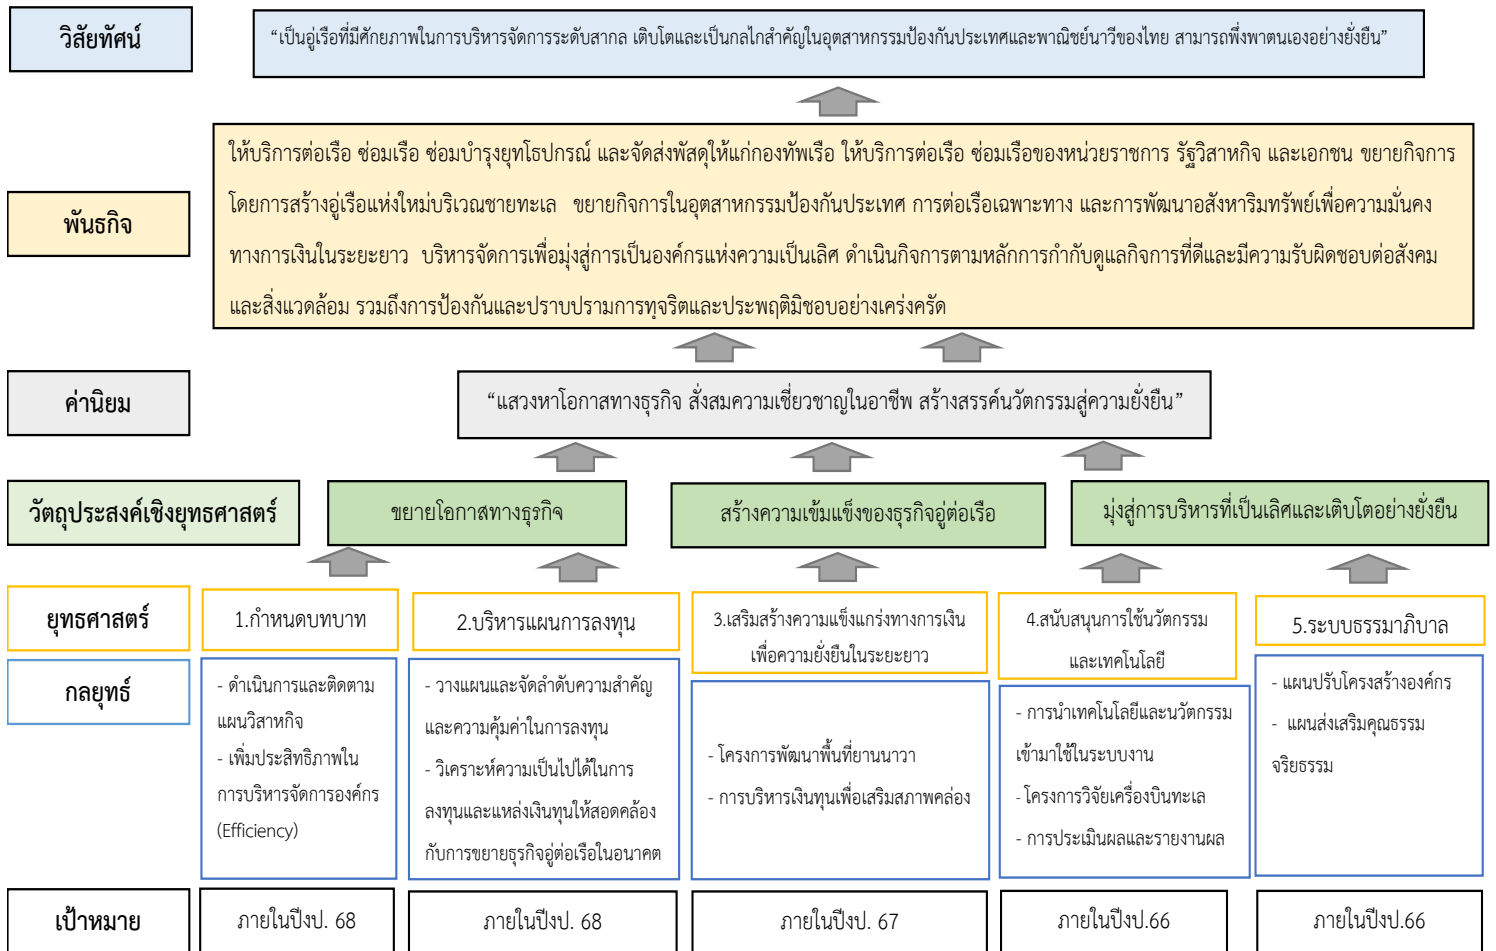 วิสัยทัศน์
“เป็นอู่เรือที่มีศักยภาพในการบริหารจัดการระดับสากล เติบโตและเป็นกลไกสำคัญในอุตสาหกรรมป้องกันประเทศและพาณิชย์นาวีของไทย สามารถพึ่งพาตนเองอย่างยั่งยืน”
พันธกิจ
ให้บริการต่อเรือ ซ่อมเรือ ซ่อมบำรุงยุทโธปกรณ์ และจัดส่งพัสดุให้แก่กองทัพเรือ ให้บริการต่อเรือ ซ่อมเรือของหน่วยราชการ รัฐวิสาหกิจ และเอกชน ขยายกิจการ
โดยการสร้างอู่เรือแห่งใหม่บริเวณชายทะเล ขยายกิจการในอุตสาหกรรมป้องกันประเทศ การต่อเรือเฉพาะทาง และการพัฒนาอสังหาริมทรัพย์เพื่อความมั่นคง
ทางการเงินในระยะยาว บริหารจัดการเพื่อมุ่งสู่การเป็นองค์กรแห่งความเป็นเลิศ ดำเนินกิจการตามหลักการกำกับดูแลกิจการที่ดีและมีความรับผิดชอบต่อสังคม
และสิ่งแวดล้อม รวมถึงการป้องกันและปราบปรามการทุจริตและประพฤติมิชอบอย่างเคร่งครัด
ค่านิยม
“แสวงหาโอกาสทางธุรกิจ สั่งสมความเชี่ยวชาญในอาชีพ สร้างสรรค์นวัตกรรมสู่ความยั่งยืน”
วัตถุประสงค์เชิงยุทธศาสตร์
ขยายโอกาสทางธุรกิจ
สร้างความเข้มแข็งของธุรกิจอู่ต่อเรือ
มุ่งสู่การบริหารที่เป็นเลิศและเติบโตอย่างยั่งยืน
ยุทธศาสตร์
1.กำหนดบทบาท
2.บริหารแผนการลงทุน
3.เสริมสร้างความแข็งแกร่งทางการเงิน
เพื่อความยั่งยืนในระยะยาว
4.สนับสนุนการใช้นวัตกรรม
และเทคโนโลยี
5.ระบบธรรมาภิบาล
กลยุทธ์
- ดำเนินการและติดตาม
แผนวิสาหกิจ
- เพิ่มประสิทธิภาพใน
การบริหารจัดการองค์กร
(Efficiency)
- วางแผนและจัดลำดับความสำคัญ
และความคุ้มค่าในการลงทุน
- วิเคราะห์ความเป็นไปได้ในการ
ลงทุนและแหล่งเงินทุนให้สอดคล้อง
กับการขยายธุรกิจอู่ต่อเรือในอนาคต
- โครงการพัฒนาพื้นที่ยานนาวา
- การบริหารเงินทุนเพื่อเสริมสภาพคล่อง
- การนำเทคโนโลยีและนวัตกรรม
เข้ามาใช้ในระบบงาน
- โครงการวิจัยเครื่องบินทะเล
- การประเมินผลและรายงานผล
- แผนปรับโครงสร้างองค์กร
- แผนส่งเสริมคุณธรรม
จริยธรรม
เป้าหมาย
ภายในปีงป. 68
ภายในปีงป. 68
ภายในปีงป. 67
ภายในปีงป.66
ภายในปีงป.66